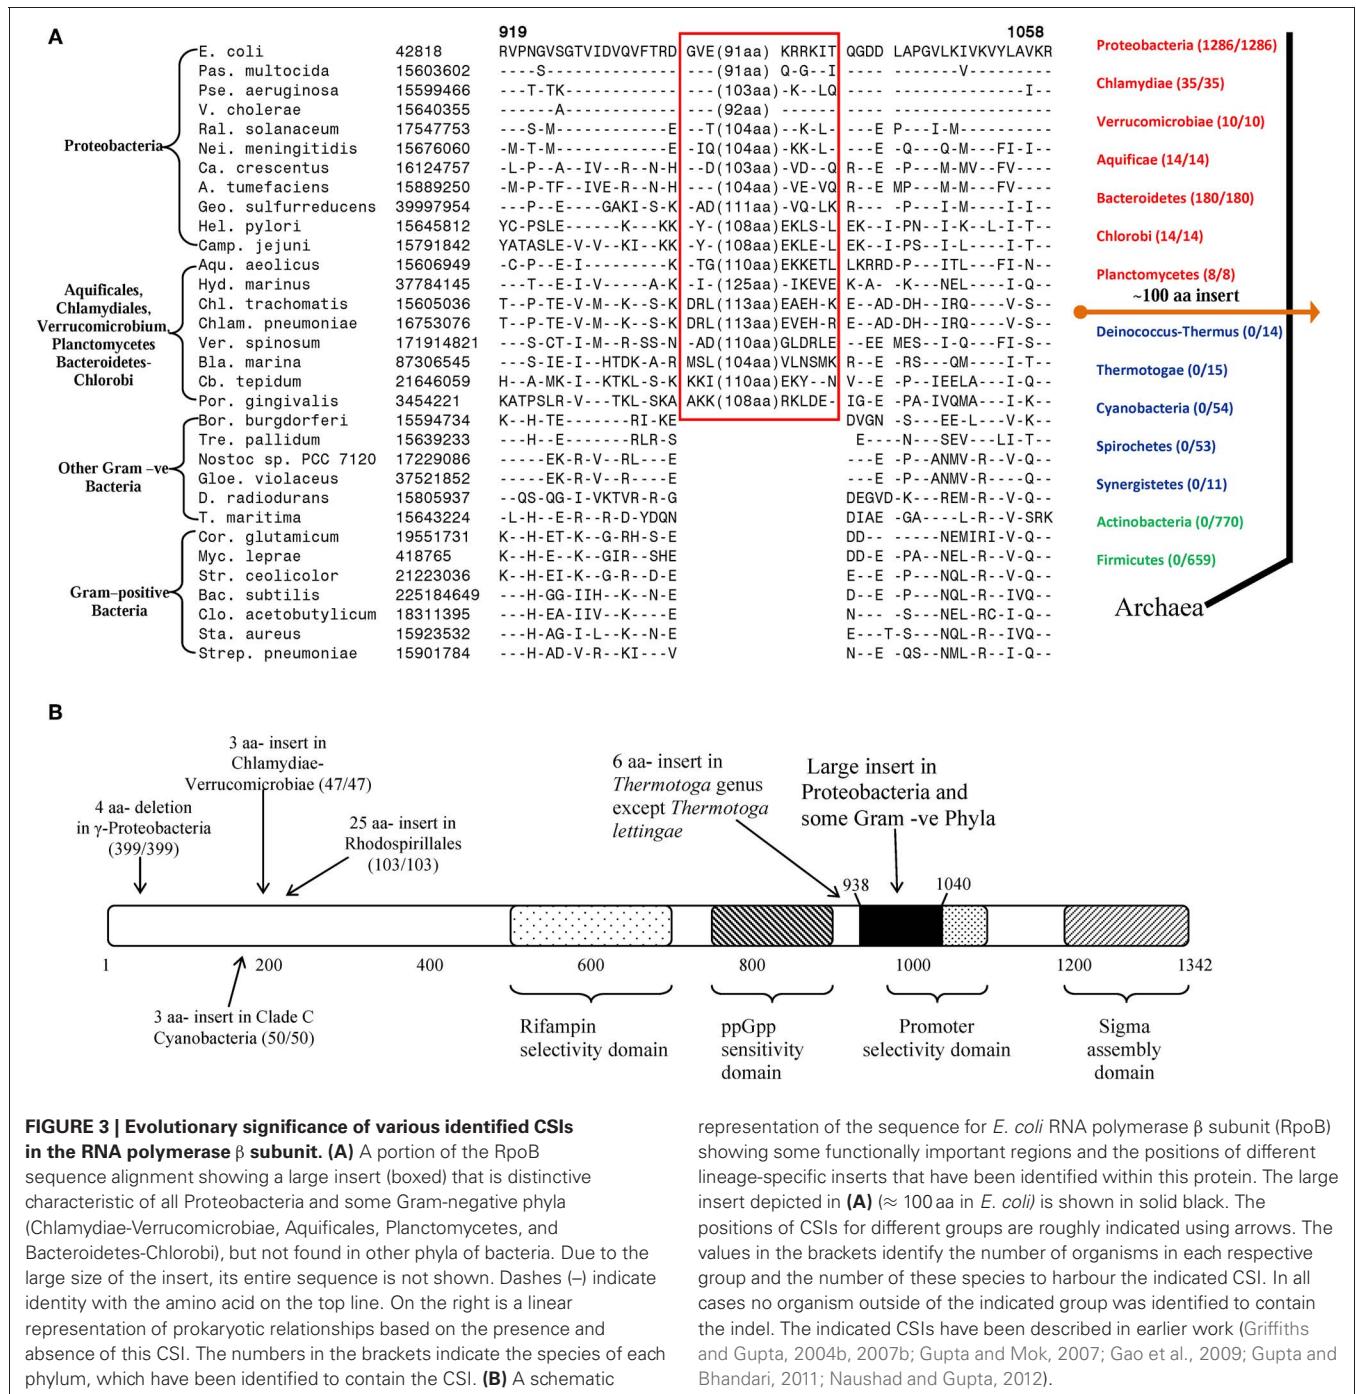 A
919 1058
E. coli 42818 RVPNGVSGTVIDVQVFTRD GVE(91aa) KRRKIT QGDD LAPGVLKIVKVYLAVKR
Pas. multocida 15603602 ----S-------------- ---(91aa) Q-G--I ---- ----------V--------
Pse. aeruginosa 15599466 ---T-TK------------ ---(103aa)-K--LQ ---- -----------------I--
V. cholerae 15640355 ------A------------ ---(92aa) ------ ---- --------------------
Ral. solanaceum 17547753 ---S-M------------E --T(104aa)--K-L- ---E P---I-M------------
Nei. meningitidis 15676060 -M-T-M------------E -IQ(104aa)-KK-L- ---E -Q---Q-M---FI-I--
Ca. crescentus 16124757 -L-P--A--IV--R--N-H --D(103aa)-VD--Q R--E -P---M-MV--FV----
A. tumefaciens 15889250 -M-P-TF--IVE-R--N-H ---(104aa)-VE-VQ R--E MP---M-M---FV----
Geo. sulfurreducens 39997954 ---P--E----GAKI-S-K -AD(111aa)-VQ-LK R--- -P---I-M----I-I--
Hel. pylori 15645812 YC-PSLE------K---KK -Y-(108aa)EKLS-L EK--I-PN--I-K--L-I-T--
Camp. jejuni 15791842 YATASLE-V-V--KI--KK -Y-(108aa)EKLE-L EK--I-PS--I-L----I-T--
Aqu. aeolicus 15606949 -C-P--E-I---------K -TG(110aa)EKKETL LKRRD-P---ITL---FI-N--
Hyd. marinus 37784145 ---T--E-I-V----A-K -I-(125aa)-IKEVE K-A- -K---NEL----I-Q--
Chl. trachomatis 15605036 T--P-TE-V-M--K--S-K DRL(113aa)EAEH-K E--AD-DH--IRQ----V-S--
Chlam. pneumoniae 16753076 T--P-TE-V-M--K--S-K DRL(113aa)EVEH-R E--AD-DH--IRQ----V-S--
Ver. spinosum 171914821 ---S-CT-I-M--R-SS-N -AD(110aa)GLDRLE -EE MES--I-Q---FI-S--
Bla. marina 87306545 ---S-IE-I--HTDK-A-R MSL(104aa)VLNSMK R--E --RS---QM----I-T--
Cb. tepidum 21646059 H--A-MK-I--KTKL-S-K KKI(110aa)EKY--N V--E -P--IEELA---I-Q--
Por. gingivalis 3454221 KATPSLR-V---TKL-SKA AKK(108aa)RKLDE- IG-E -PA-IVQMA---I-K--
Bor. burgdorferi 15594734 K--H-TE-------RI-KE DVGN -S---EE-L---V-K--
Tre. pallidum 15639233 ---H--E-------RLR-S E----N---SEV---LI-T--
Nostoc sp. PCC 7120 17229086 -----EK-R-V--RL---E ---E -P--ANMV-R--V-Q--
Gloe. violaceus 37521852 -----EK-R-V--R----E ---E -P--ANMV-R----Q--
D. radiodurans 15805937 --QS-QG-I-VKTVR-R-G DEGVD-K---REM-R--V-Q--
T. maritima 15643224 -L-H--E-R--R-D-YDQN DIAE -GA----L-R--V-SRK
Cor. glutamicum 19551731 K--H-ET-K--G-RH-S-E DD-- -----NEMIRI-V-Q--
Myc. leprae 418765 K--H-E--K--GIR--SHE DD-E -PA--NEL-R--V-Q--
Str. ceolicolor 21223036 K--H-EI-K--G-R--D-E E--E -P---NQL-R--V-Q--
Bac. subtilis 225184649 ---H-GG-IIH--K--N-E D--E -P---NQL-R--IVQ--
Clo. acetobutylicum 18311395 ---H-EA-IIV--K----E N--- -S---NEL-RC-I-Q--
Sta. aureus 15923532 ---H-AG-I-L--K--N-E E---T-S---NQL-R--IVQ--
Strep. pneumoniae 15901784 ---H-AD-V-R--KI---V N--E -QS--NML-R--I-Q--
Proteobacteria
Aquificales,
Chlamydiales,
Verrucomicrobium,
Planctomycetes
Bacteroidetes-
Chlorobi
Other Gram –ve
Bacteria
Gram–positive
Bacteria
Proteobacteria (1286/1286)
Chlamydiae (35/35)
Verrucomicrobiae (10/10)
Aquificae (14/14)
Bacteroidetes (180/180)
Chlorobi (14/14)
Planctomycetes (8/8)
~100 aa insert
Deinococcus-Thermus (0/14)
Thermotogae (0/15)
Cyanobacteria (0/54)
Spirochetes (0/53)
Synergistetes (0/11)
Actinobacteria (0/770)
Firmicutes (0/659)
Archaea
B
4 aa- deletion
in γ-Proteobacteria
(399/399)
3 aa- insert in
Chlamydiae-
Verrucomicrobiae (47/47)
25 aa- insert in
Rhodospirillales
(103/103)
6 aa- insert in
Thermotoga genus
except Thermotoga
lettingae
Large insert in
Proteobacteria and
some Gram -ve Phyla
938 1040
1 200 400 600 800 1000 1200 1342
3 aa- insert in Clade C
Cyanobacteria (50/50)
Rifampin
selectivity domain
ppGpp
sensitivity
domain
Promoter
selectivity domain
Sigma
assembly
domain
FIGURE 3 | Evolutionary significance of various identified CSIs
in the RNA polymerase β subunit. (A) A portion of the RpoB
sequence alignment showing a large insert (boxed) that is distinctive
characteristic of all Proteobacteria and some Gram-negative phyla
(Chlamydiae-Verrucomicrobiae, Aquificales, Planctomycetes, and
Bacteroidetes-Chlorobi), but not found in other phyla of bacteria. Due to the
large size of the insert, its entire sequence is not shown. Dashes (–) indicate
identity with the amino acid on the top line. On the right is a linear
representation of prokaryotic relationships based on the presence and
absence of this CSI. The numbers in the brackets indicate the species of each
phylum, which have been identified to contain the CSI. (B) A schematic
representation of the sequence for E. coli RNA polymerase β subunit (RpoB)
showing some functionally important regions and the positions of different
lineage-specific inserts that have been identified within this protein. The large
insert depicted in (A) (≈ 100 aa in E. coli) is shown in solid black. The
positions of CSIs for different groups are roughly indicated using arrows. The
values in the brackets identify the number of organisms in each respective
group and the number of these species to harbour the indicated CSI. In all
cases no organism outside of the indicated group was identified to contain
the indel. The indicated CSIs have been described in earlier work (Griffiths
and Gupta, 2004b, 2007b; Gupta and Mok, 2007; Gao et al., 2009; Gupta and
Bhandari, 2011; Naushad and Gupta, 2012).